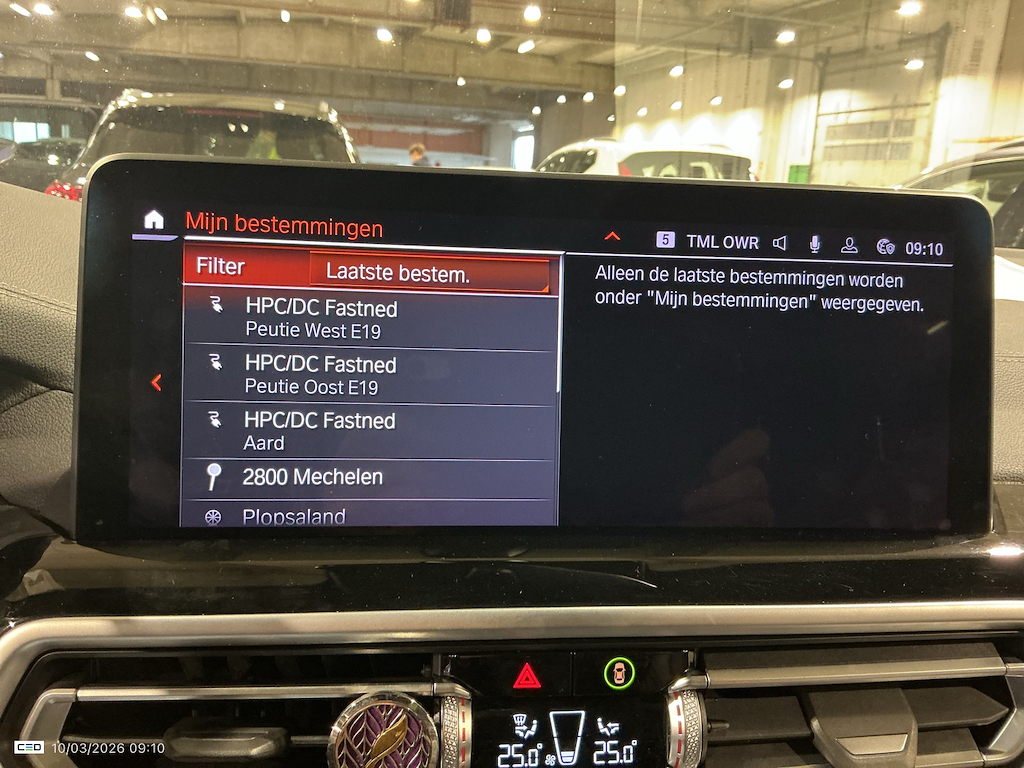 Mijn bestemmingen
5 TML OWR 09:10
Filter
Laatste bestem.
HPC/DC Fastned
Peutie West E19
HPC/DC Fastned
Peutie Oost E19
HPC/DC Fastned
Aard
2800 Mechelen
Plopsaland
Alleen de laatste bestemmingen worden
onder "Mijn bestemmingen" weergegeven.
25.0° 25.0°
CEO 10/03/2026 09:10